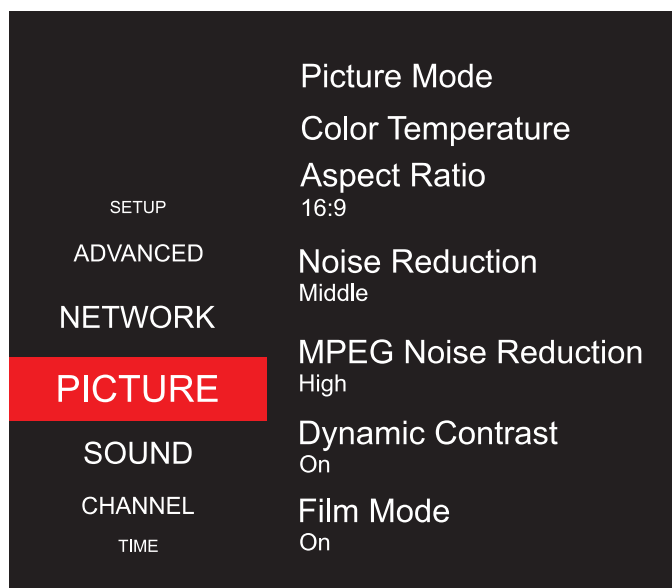 SETUP
ADVANCED
NETWORK
PICTURE
SOUND
CHANNEL
TIME
Picture Mode
Color Temperature
Aspect Ratio
16:9
Noise Reduction
Middle
MPEG Noise Reduction
High
Dynamic Contrast
On
Film Mode
On